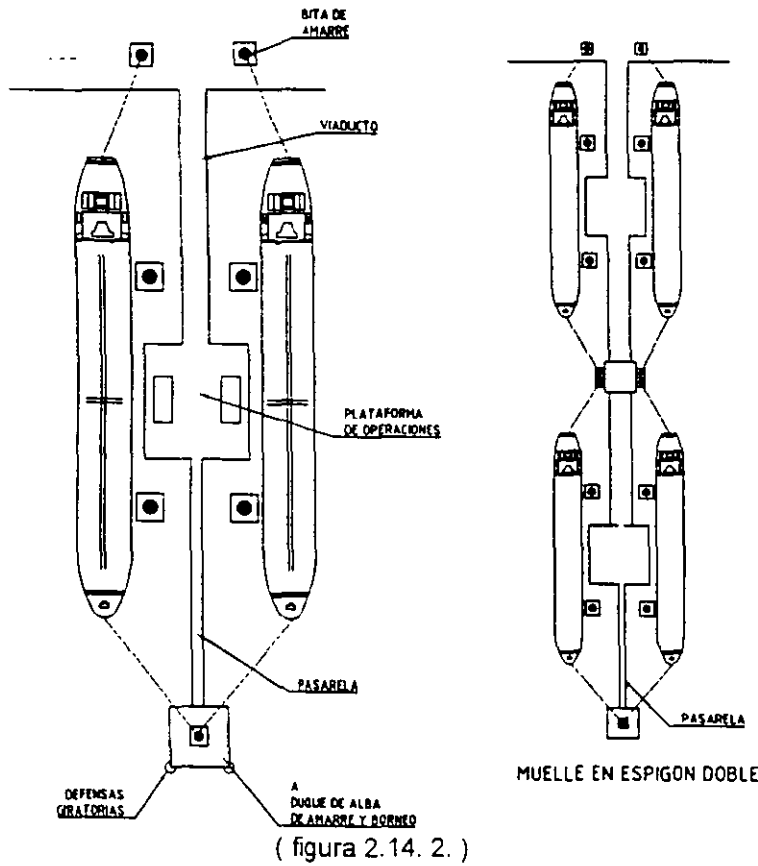 BITA DE
AMARRE
VIADUCTO
PLATAFORMA
DE OPERACIONES
PASARELA
DEFENSAS
GIRATORIAS
A
DUQUE DE ALBA
DE AMARRE Y BORNEO
PASARELA
MUELLE EN ESPIGON DOBLE
( figura 2.14. 2. )